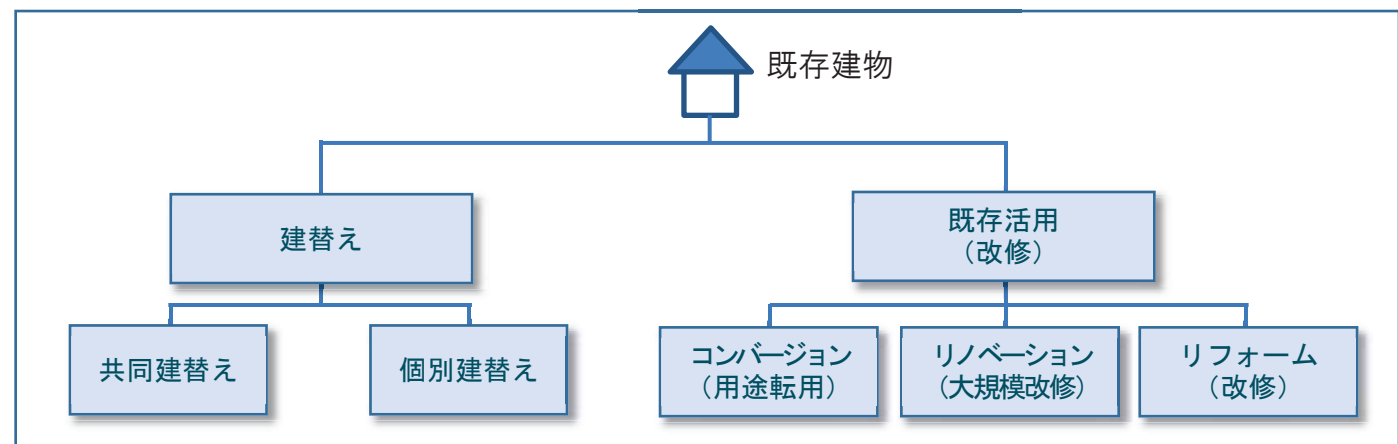 既存建物
建替え
既存活用
（改修）
共同建替え
個別建替え
コンバージョン
（用途転用）
リノベーション
（大規模改修）
リフォーム
（改修）